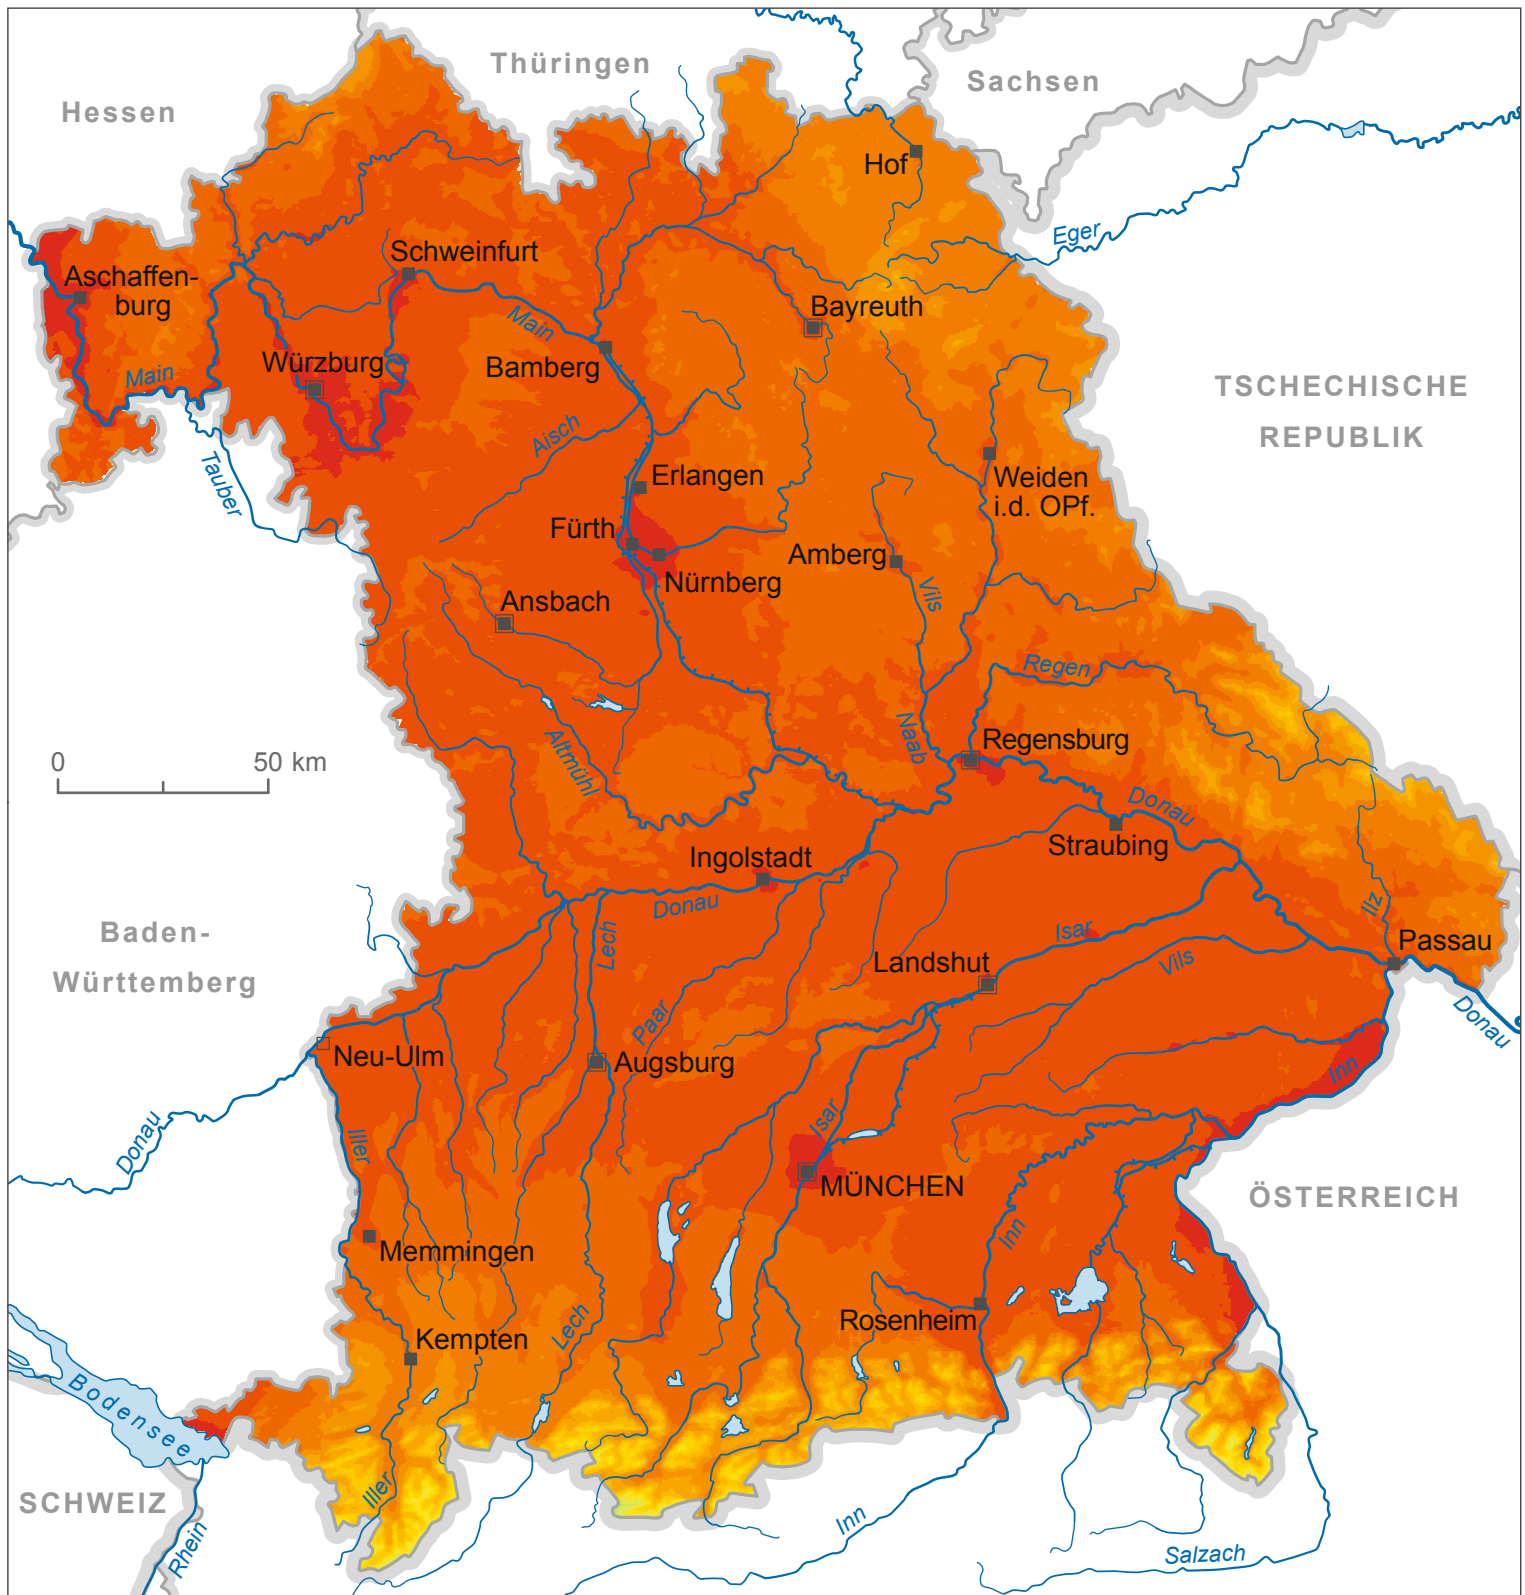 Thüringen
Sachsen
Hessen
Hof
Eger
Schweinfurt
Aschaffen-
burg
Bayreuth
Main
Würzburg
Bamberg
Main
TSCHECHISCHE
REPUBLIK
Aisch
Tauber
Erlangen
Weiden
i.d. OPf.
Fürth
Amberg
Nürnberg
Vils
Ansbach
Regen
Naab
Regensburg
Altmühl
0
50 km
Donau
Straubing
Ingolstadt
Donau
Ilz
Baden-
Württemberg
Lech
Isar
Passau
Landshut
Vils
Paar
Donau
Neu-Ulm
Augsburg
Inn
Isar
Donau
Iller
MÜNCHEN
ÖSTERREICH
Inn
Memmingen
Rosenheim
Lech
Kempten
Bodensee
Iller
SCHWEIZ
Inn
Rhein
Salzach